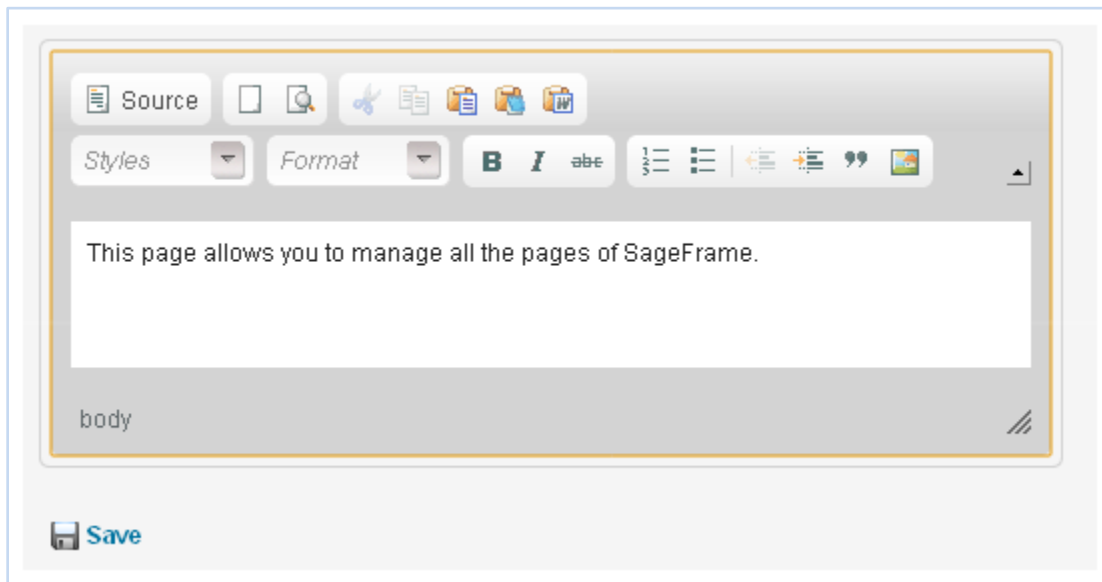 Source
Styles Format B I abc
This page allows you to manage all the pages of SageFrame.
body
Save